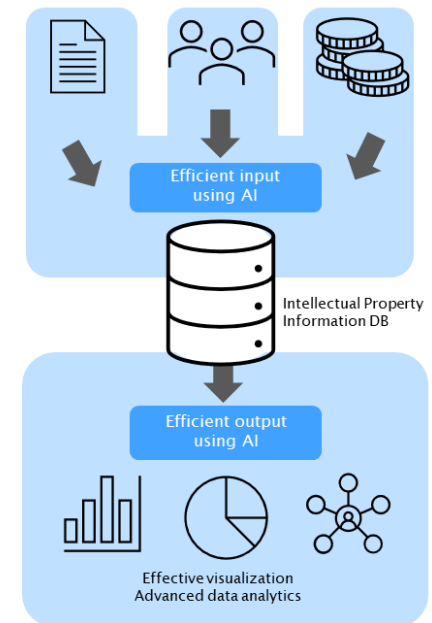 Efficient input
using AI
Intellectual Property
Information DB
Efficient output
using AI
Effective visualization
Advanced data analytics